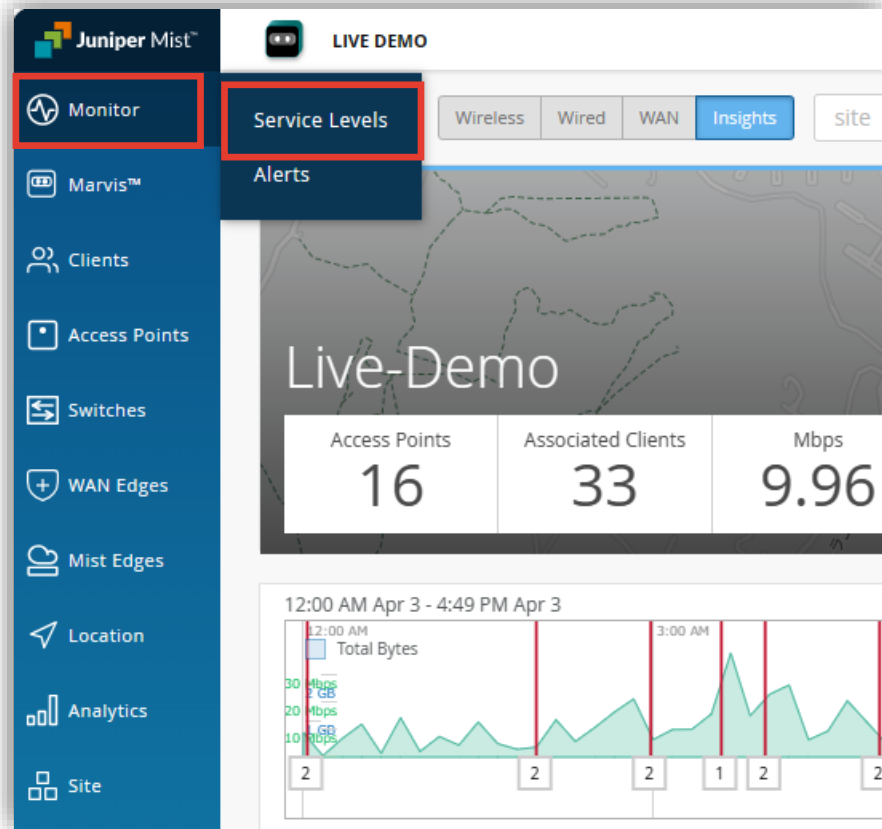 Juniper Mist™
LIVE DEMO
Monitor
Service Levels
Alerts
Wireless
Wired
WAN
Insights
site
Marvis™
Clients
Access Points
Switches
WAN Edges
Mist Edges
Location
Analytics
Site
Live-Demo
Access Points
16
Associated Clients
33
Mbps
9.96
12:00 AM Apr 3 - 4:49 PM Apr 3
12:00 AM
3:00 AM
Total Bytes
30 Mbps
2 GB
20 Mbps
1 GB
10 Mbps
2
2
2
1
2
2